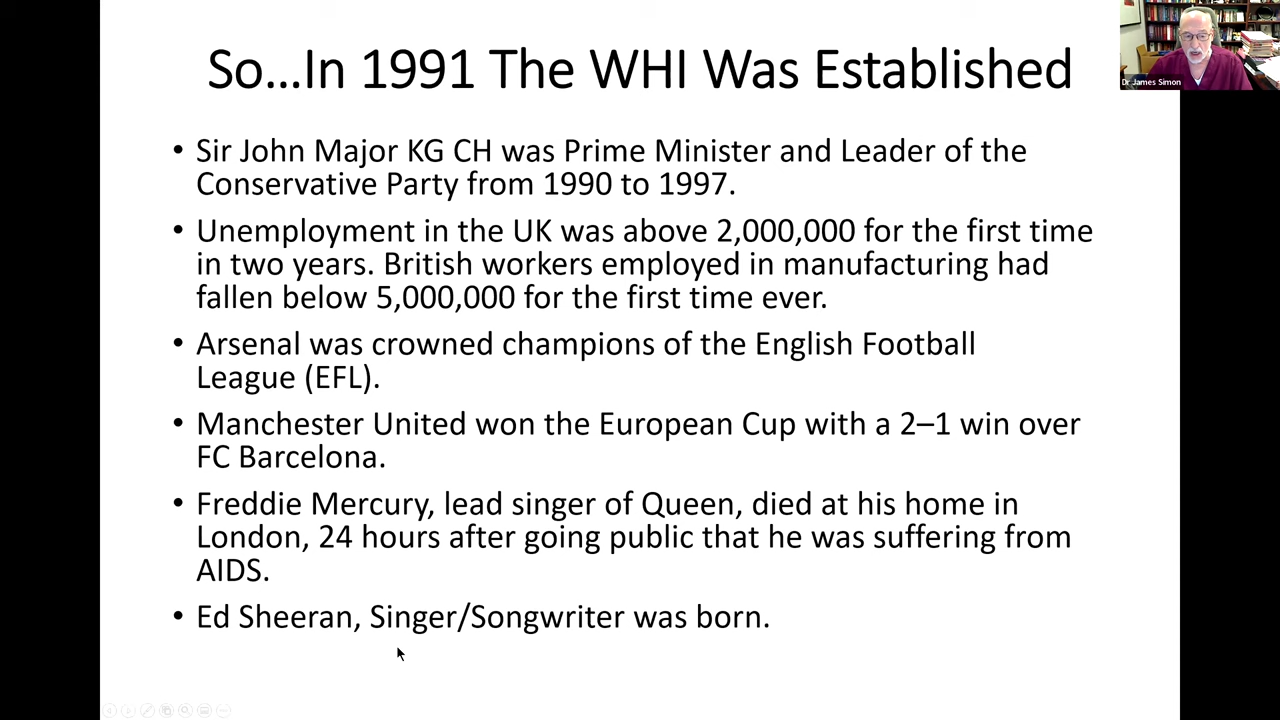 So...In 1991 The WHI Was Established
Dr James Simon
• Sir John Major KG CH was Prime Minister and Leader of the
Conservative Party from 1990 to 1997.
• Unemployment in the UK was above 2,000,000 for the first time
in two years. British workers employed in manufacturing had
fallen below 5,000,000 for the first time ever.
• Arsenal was crowned champions of the English Football
League (EFL).
• Manchester United won the European Cup with a 2–1 win over
FC Barcelona.
• Freddie Mercury, lead singer of Queen, died at his home in
London, 24 hours after going public that he was suffering from
AIDS.
• Ed Sheeran, Singer/Songwriter was born.